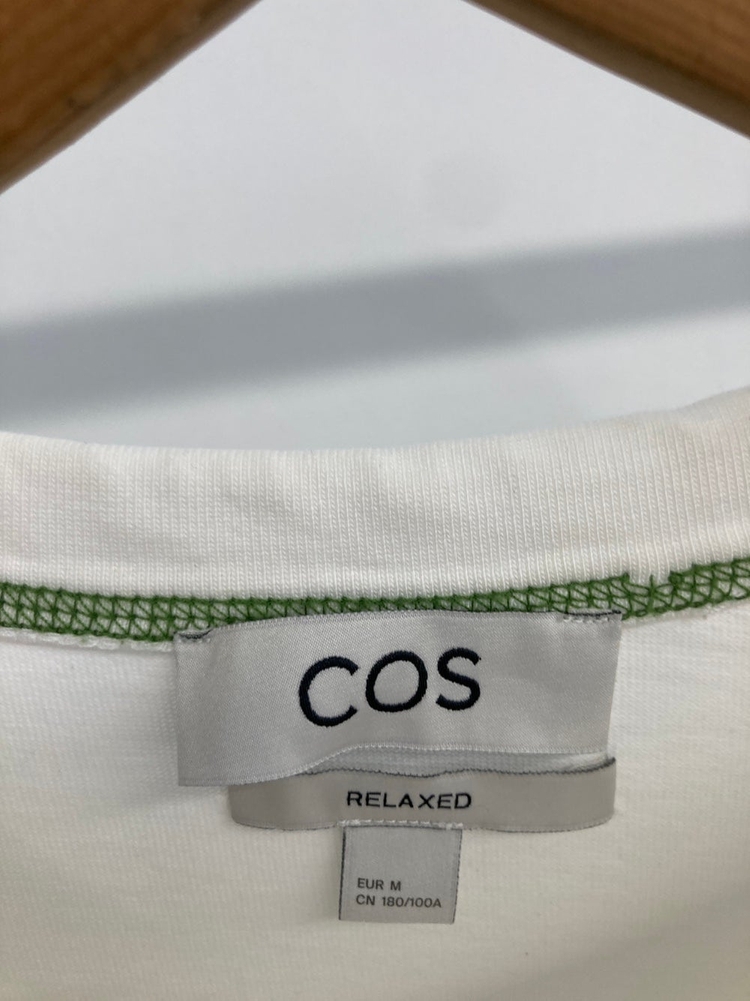 COS
RELAXED
EUR M
CN 180/100A